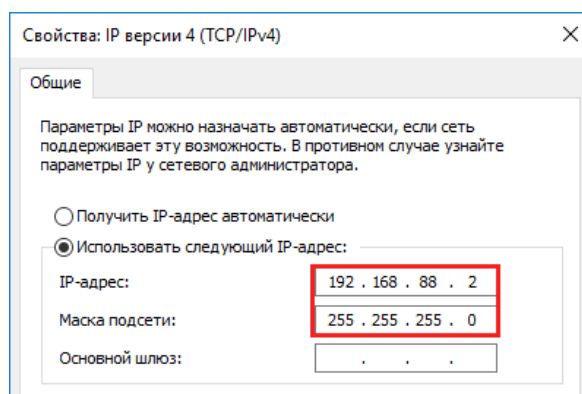 Свойства: IP версии 4 (TCP/IPv4)
Общие
Параметры IP можно назначать автоматически, если сеть
поддерживает эту возможность. В противном случае узнайте
параметры IP у сетевого администратора.
Получить IP-адрес автоматически
Использовать следующий IP-адрес:
IP-адрес: 192 . 168 . 88 . 2
Маска подсети: 255 . 255 . 255 . 0
Основной шлюз: . . .